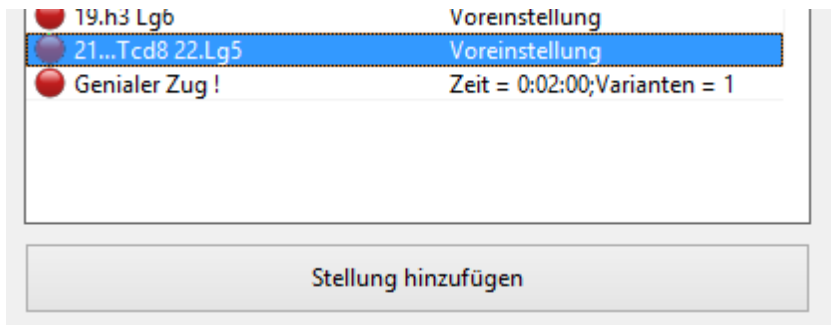 19.h3 Lg6 Voreinstellung
21...Tcd8 22.Lg5 Voreinstellung
Genialer Zug ! Zeit = 0:02:00;Varianten = 1
Stellung hinzufügen